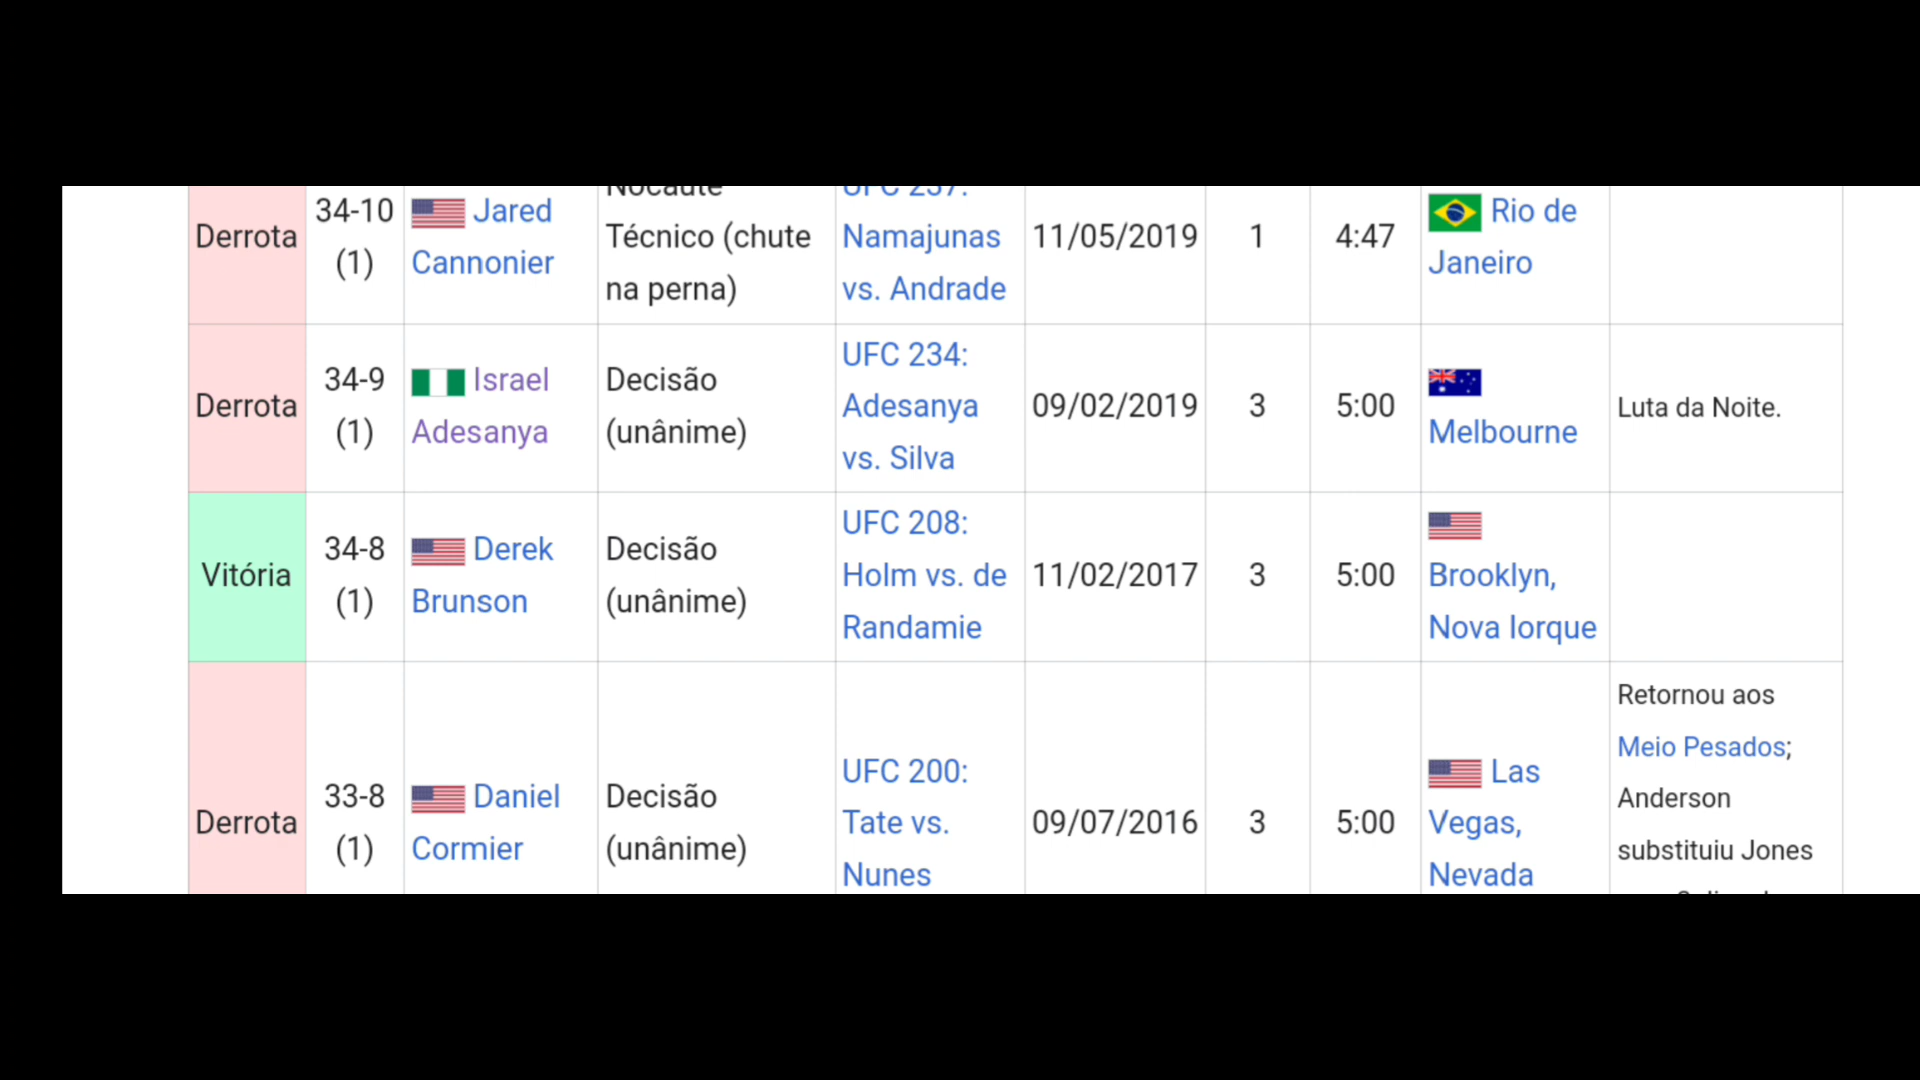 Derrota
34-10
(1)
Jared
Cannonier
Nocaute
Técnico (chute
na perna)
UFC 237:
Namajunas
vs. Andrade
11/05/2019
1
4:47
Rio de
Janeiro
Derrota
34-9
(1)
Israel
Adesanya
Decisão
(unânime)
UFC 234:
Adesanya
vs. Silva
09/02/2019
3
5:00
Melbourne
Luta da Noite.
Vitória
34-8
(1)
Derek
Brunson
Decisão
(unânime)
UFC 208:
Holm vs. de
Randamie
11/02/2017
3
5:00
Brooklyn,
Nova Iorque
Derrota
33-8
(1)
Daniel
Cormier
Decisão
(unânime)
UFC 200:
Tate vs.
Nunes
09/07/2016
3
5:00
Las
Vegas,
Nevada
Retornou aos
Meio Pesados;
Anderson
substituiu Jones